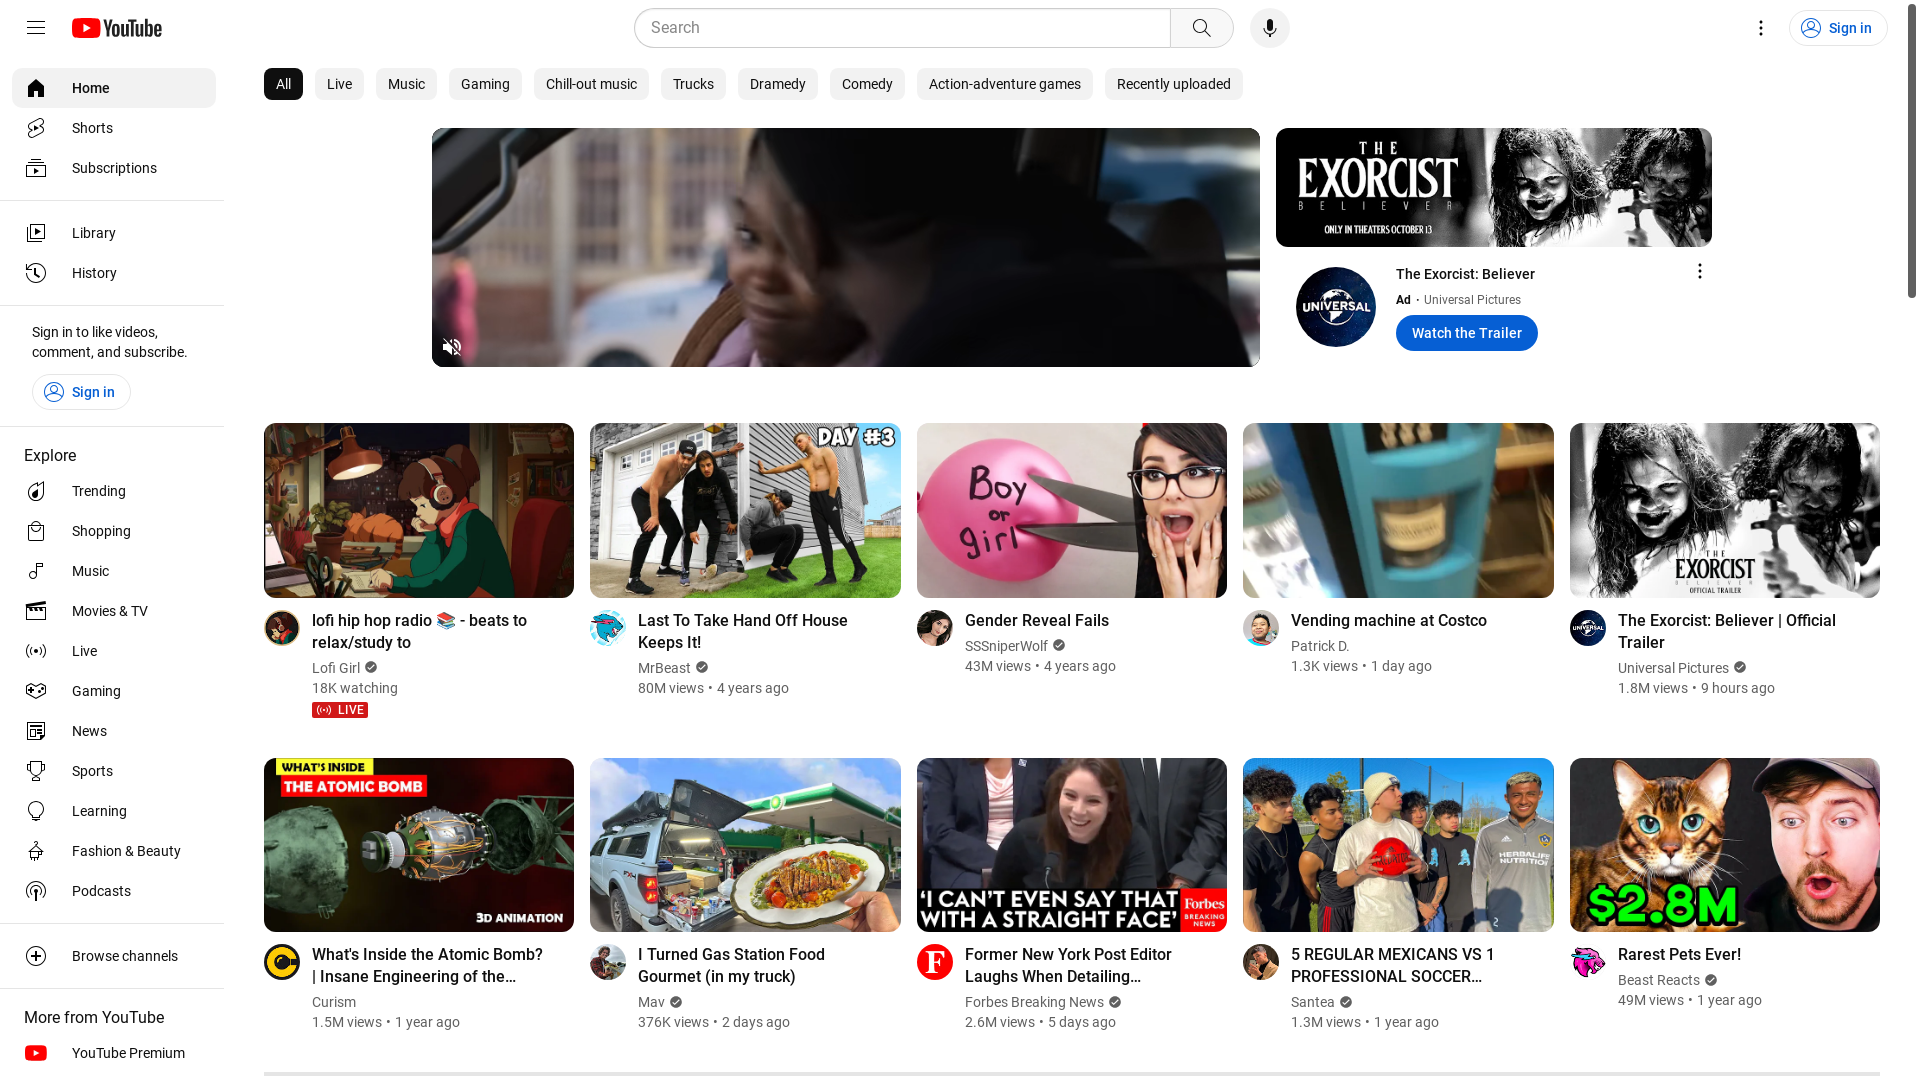 YouTube
Search
Sign in
Home
Shorts
Subscriptions
Library
History
Sign in to like videos,
comment, and subscribe.
Sign in
Explore
Trending
Shopping
Music
Movies & TV
Live
Gaming
News
Sports
Learning
Fashion & Beauty
Podcasts
Browse channels
More from YouTube
YouTube Premium
All
Live
Music
Gaming
Chill-out music
Trucks
Dramedy
Comedy
Action-adventure games
Recently uploaded
THE
EXORCIST
BELIEVER
ONLY IN THEATERS OCTOBER 13
UNIVERSAL
The Exorcist: Believer
Ad · Universal Pictures
Watch the Trailer
lofi hip hop radio 📚 - beats to
relax/study to
Lofi Girl
18K watching
LIVE
DAY #3
Last To Take Hand Off House
Keeps It!
MrBeast
80M views • 4 years ago
Boy
or
girl
Gender Reveal Fails
SSSniperWolf
43M views • 4 years ago
Vending machine at Costco
Patrick D.
1.3K views • 1 day ago
THE
EXORCIST
BELIEVER
OFFICIAL TRAILER
UNIVERSAL
The Exorcist: Believer | Official
Trailer
Universal Pictures
1.8M views • 9 hours ago
WHAT'S INSIDE
THE ATOMIC BOMB
3D ANIMATION
What's Inside the Atomic Bomb?
| Insane Engineering of the...
Curism
1.5M views • 1 year ago
I Turned Gas Station Food
Gourmet (in my truck)
Mav
376K views • 2 days ago
'I CAN'T EVEN SAY THAT
WITH A STRAIGHT FACE'
Forbes
BREAKING
NEWS
F
Former New York Post Editor
Laughs When Detailing...
Forbes Breaking News
2.6M views • 5 days ago
HERBALIFE
NUTRITION
5 REGULAR MEXICANS VS 1
PROFESSIONAL SOCCER...
Santea
1.3M views • 1 year ago
$2.8M
Rarest Pets Ever!
Beast Reacts
49M views • 1 year ago